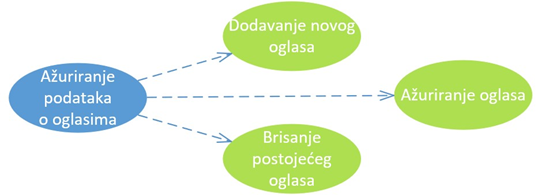 Dodavanje novog
oglasa
Ažuriranje
podataka
o oglasima
Ažuriranje oglasa
Brisanje
postojećeg
oglasa